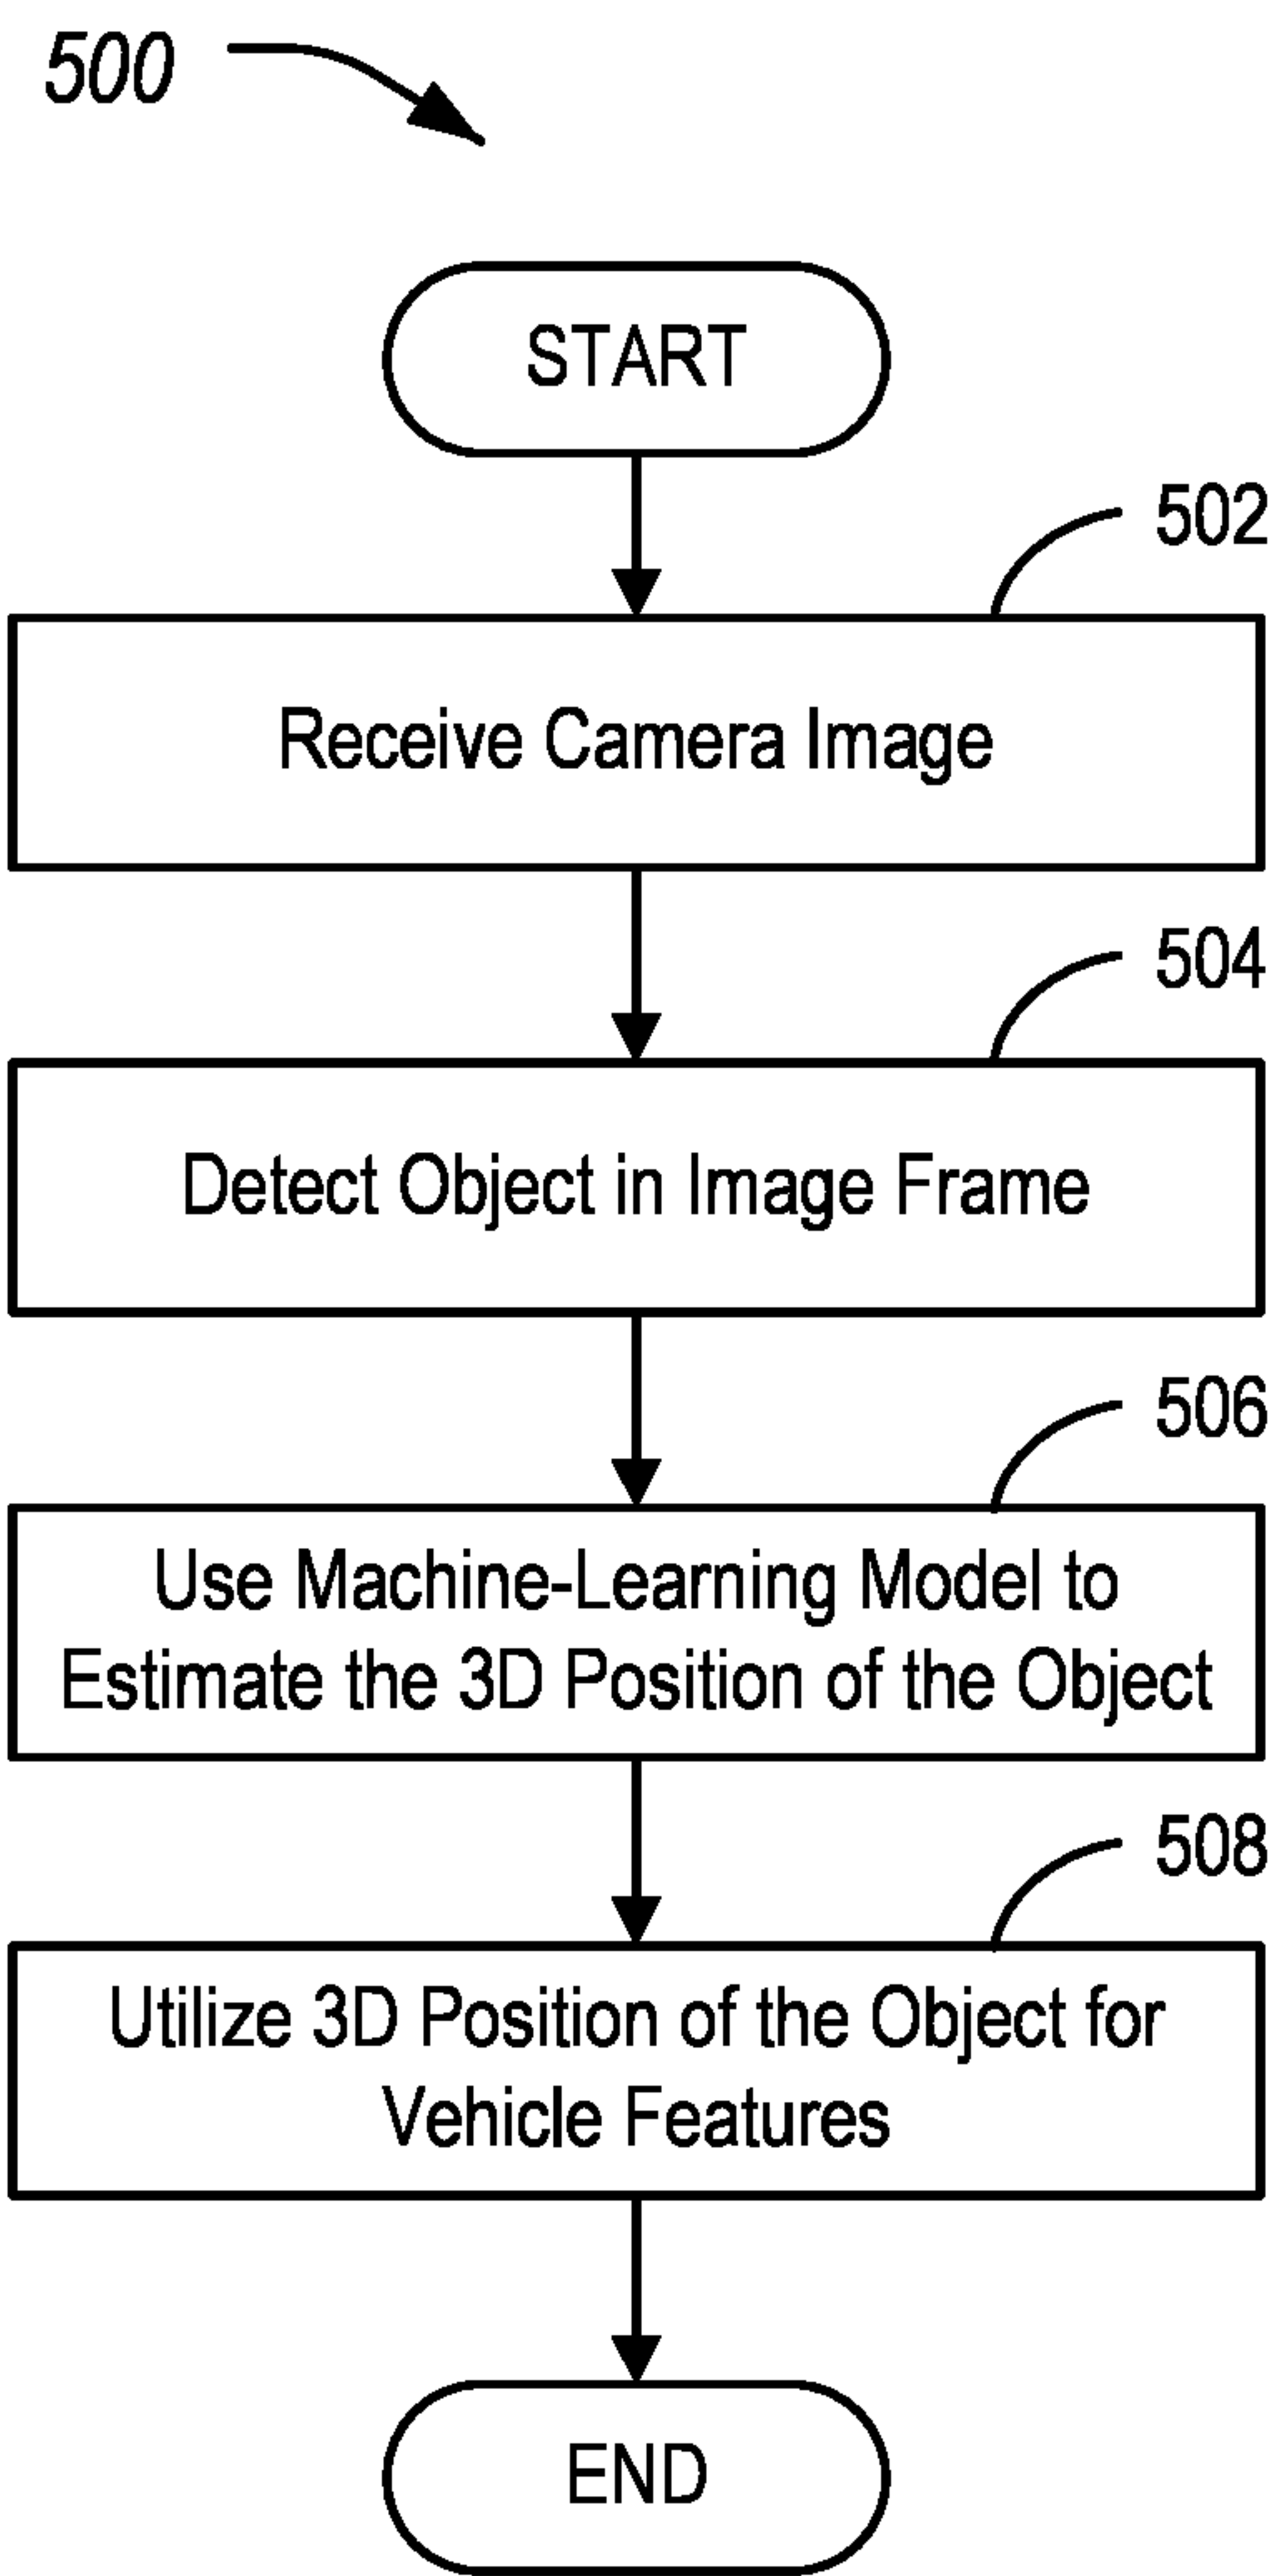 500
START
502
Receive Camera Image
504
Detect Object in Image Frame
506
Use Machine-Learning Model to
Estimate the 3D Position of the Object
508
Utilize 3D Position of the Object for
Vehicle Features
END